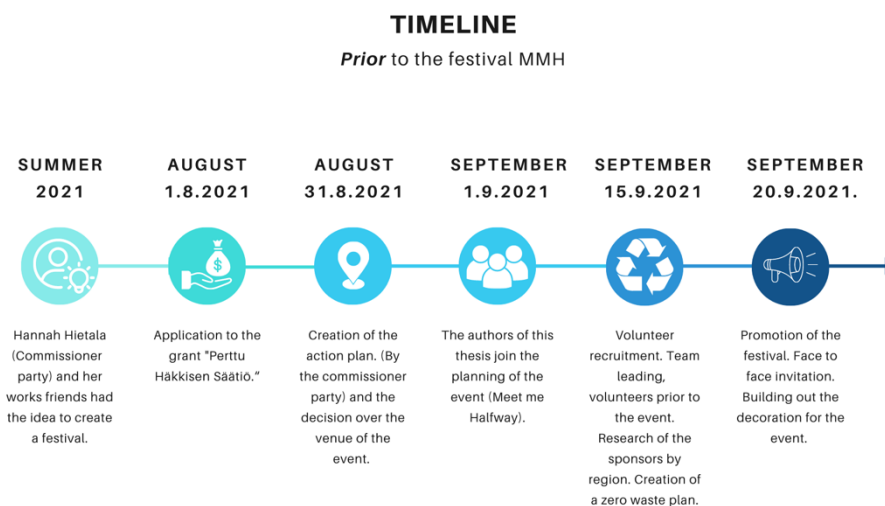 TIMELINE
Prior to the festival MMH
SUMMER
2021
Hannah Hietala
(Commissioner
party) and her
works friends had
the idea to create
a festival.
AUGUST
1.8.2021
$
Application to the
grant "Perttu
Häkkisen Säätiö.”
AUGUST
31.8.2021
Creation of the
action plan. (By
the commissioner
party) and the
decision over the
venue of the
event.
SEPTEMBER
1.9.2021
The authors of this
thesis join the
planning of the
event (Meet me
Halfway).
SEPTEMBER
15.9.2021
Volunteer
recruitment. Team
leading,
volunteers prior to
the event.
Research of the
sponsors by
region. Creation of
a zero waste plan.
SEPTEMBER
20.9.2021.
Promotion of the
festival. Face to
face invitation.
Building out the
decoration for the
event.